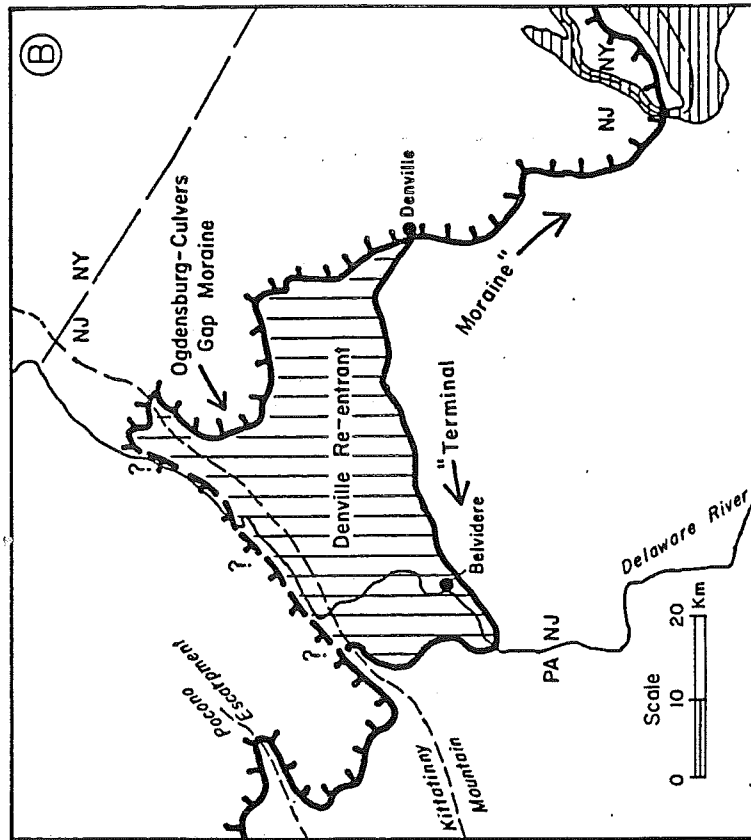 B
NJ
NY
Ogdensburg-Culvers
Gap Moraine
?
?
?
Pocono
Escarpment
Denville Re-entrant
Denville
NJ
NY
Kittatinny
Mountain
"Terminal
Moraine"
Belvidere
PA
NJ
Delaware River
Scale
0
10
20
Km